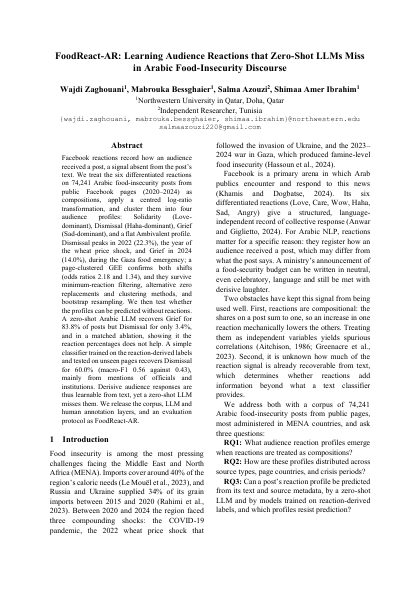 FoodReact-AR: Learning Audience Reactions that Zero-Shot LLMs Miss
in Arabic Food-Insecurity Discourse
Wajdi Zaghouani¹, Mabrouka Bessghaier¹, Salma Azouzi², Shimaa Amer Ibrahim¹
¹Northwestern University in Qatar, Doha, Qatar
²Independent Researcher, Tunisia
{wajdi.zaghouani, mabrouka.bessghaier, shimaa.ibrahim}@northwestern.edu
salmaazouzi220@gmail.com
Abstract
Facebook reactions record how an audience
received a post, a signal absent from the post's
text. We treat the six differentiated reactions
on 74,241 Arabic food-insecurity posts from
public Facebook pages (2020–2024) as
compositions, apply a centred log-ratio
transformation, and cluster them into four
audience profiles: Solidarity (Love-
dominant), Dismissal (Haha-dominant), Grief
(Sad-dominant), and a flat Ambivalent profile.
Dismissal peaks in 2022 (22.3%), the year of
the wheat price shock, and Grief in 2024
(14.0%), during the Gaza food emergency; a
page-clustered GEE confirms both shifts
(odds ratios 2.18 and 1.34), and they survive
minimum-reaction filtering, alternative zero
replacements and clustering methods, and
bootstrap resampling. We then test whether
the profiles can be predicted without reactions.
A zero-shot Arabic LLM recovers Grief for
83.8% of posts but Dismissal for only 3.4%,
and in a matched ablation, showing it the
reaction percentages does not help. A simple
classifier trained on the reaction-derived labels
and tested on unseen pages recovers Dismissal
for 60.0% (macro-F1 0.56 against 0.43),
mainly from mentions of officials and
institutions. Derisive audience responses are
thus learnable from text, yet a zero-shot LLM
misses them. We release the corpus, LLM and
human annotation layers, and an evaluation
protocol as FoodReact-AR.
1 Introduction
Food insecurity is among the most pressing
challenges facing the Middle East and North
Africa (MENA). Imports cover around 40% of the
region's caloric needs (Le Mouël et al., 2023), and
Russia and Ukraine supplied 34% of its grain
imports between 2015 and 2020 (Rahimi et al.,
2023). Between 2020 and 2024 the region faced
three compounding shocks: the COVID-19
pandemic, the 2022 wheat price shock that
followed the invasion of Ukraine, and the 2023–
2024 war in Gaza, which produced famine-level food
insecurity (Hassoun et al., 2024).
Facebook is a primary arena in which Arab
publics encounter and respond to this news
(Khamis and Dogbatse, 2024). Its six
differentiated reactions (Love, Care, Wow, Haha,
Sad, Angry) give a structured, language-
independent record of collective response (Anwar
and Giglietto, 2024). For Arabic NLP, reactions
matter for a specific reason: they register how an
audience received a post, which may differ from
what the post says. A ministry's announcement of
a food-security budget can be written in neutral,
even celebratory, language and still be met with
derisive laughter.
Two obstacles have kept this signal from being
used well. First, reactions are compositional: the
shares on a post sum to one, so an increase in one
reaction mechanically lowers the others. Treating
them as independent variables yields spurious
correlations (Aitchison, 1986; Greenacre et al.,
2023). Second, it is unknown how much of the
reaction signal is already recoverable from text,
which determines whether reactions add
information beyond what a text classifier
provides.
We address both with a corpus of 74,241
Arabic food-insecurity posts from public pages,
most administered in MENA countries, and ask
three questions:
RQ1: What audience reaction profiles emerge
when reactions are treated as compositions?
RQ2: How are these profiles distributed across
source types, page countries, and crisis periods?
RQ3: Can a post's reaction profile be predicted
from its text and source metadata, by a zero-shot
LLM and by models trained on reaction-derived
labels, and which profiles resist prediction?